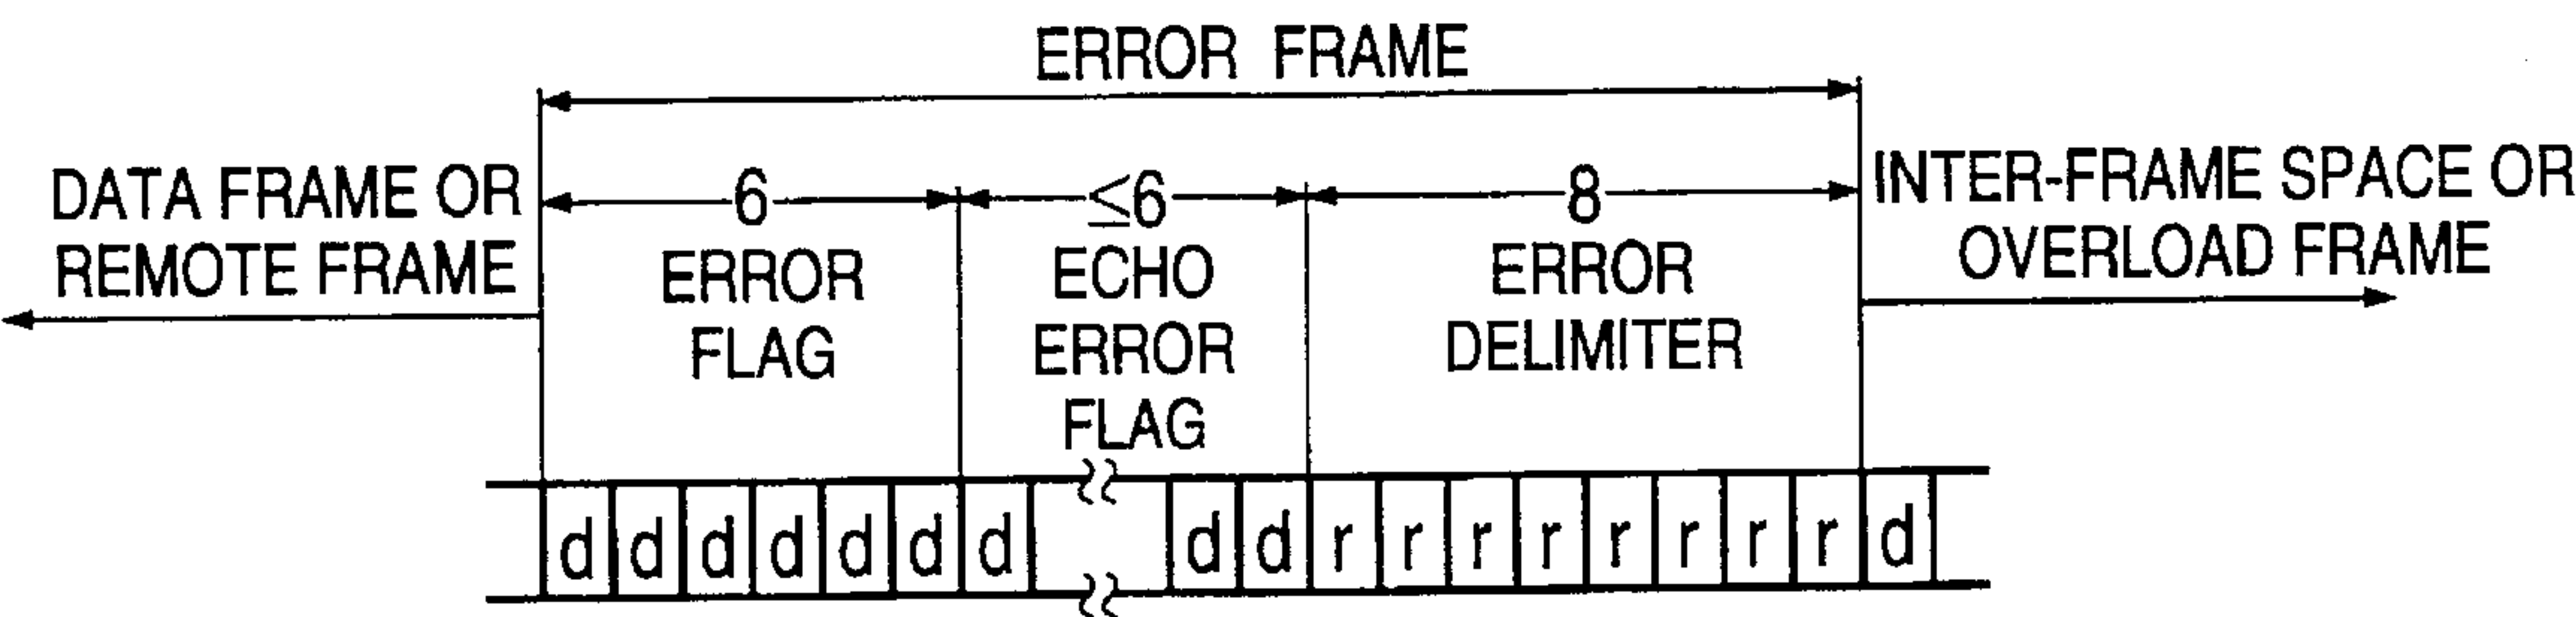 ERROR FRAME
DATA FRAME OR
REMOTE FRAME
6
ERROR
FLAG
≤6
ECHO
ERROR
FLAG
8
ERROR
DELIMITER
INTER-FRAME SPACE OR
OVERLOAD FRAME
d d d d d d d d d r r r r r r r r d